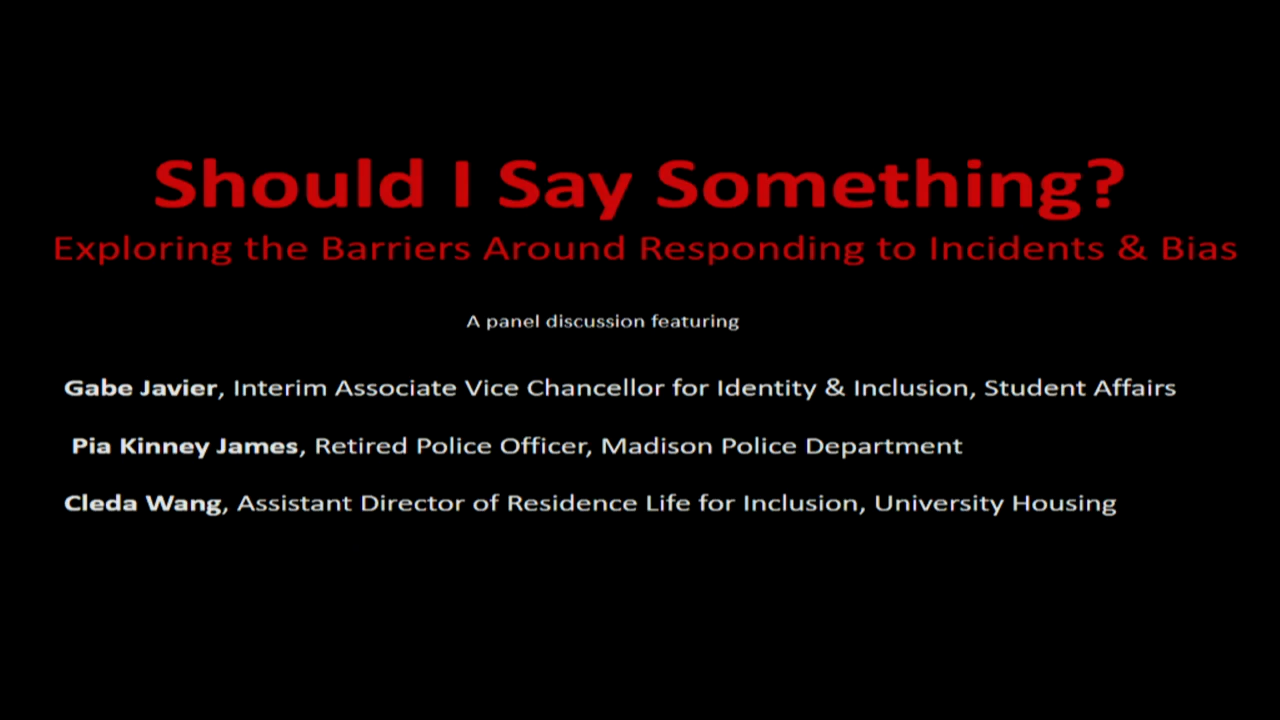 Should I Say Something?
Exploring the Barriers Around Responding to Incidents & Bias
A panel discussion featuring
Gabe Javier, Interim Associate Vice Chancellor for Identity & Inclusion, Student Affairs
Pia Kinney James, Retired Police Officer, Madison Police Department
Cleda Wang, Assistant Director of Residence Life for Inclusion, University Housing